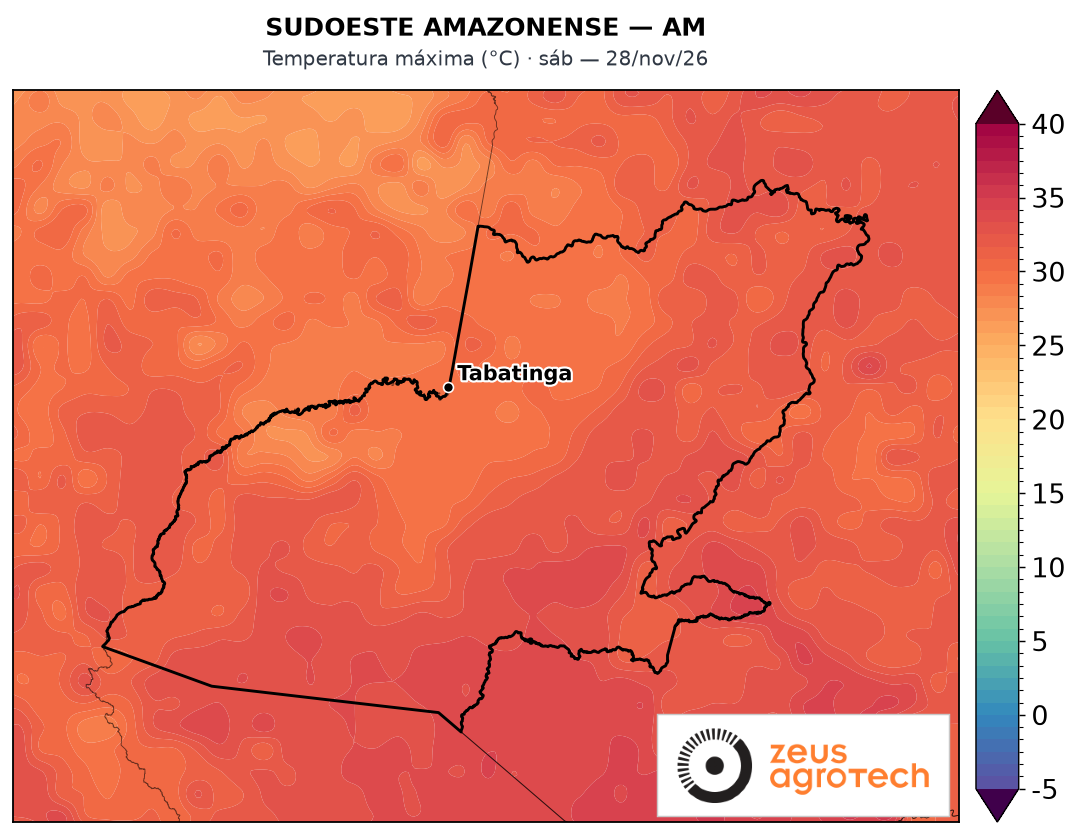 SUDOESTE AMAZONENSE — AM
Temperatura máxima (°C) · sáb — 28/nov/26
Tabatinga
40
35
30
25
20
15
10
5
0
-5
zeus
agrotech